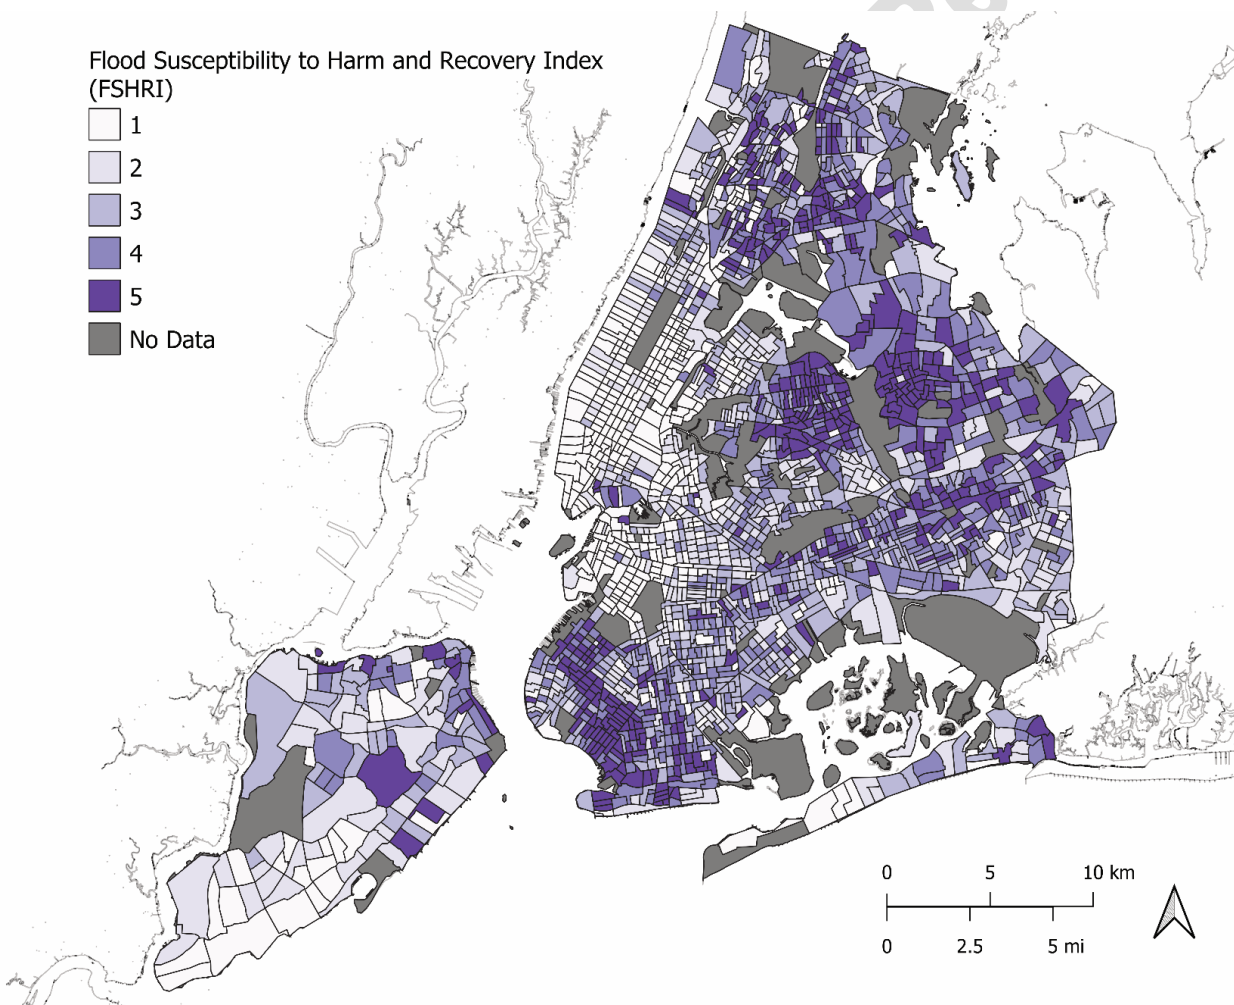 Flood Susceptibility to Harm and Recovery Index
(FSHRI)
1
2
3
4
5
No Data
0 5 10 km
0 2.5 5 mi